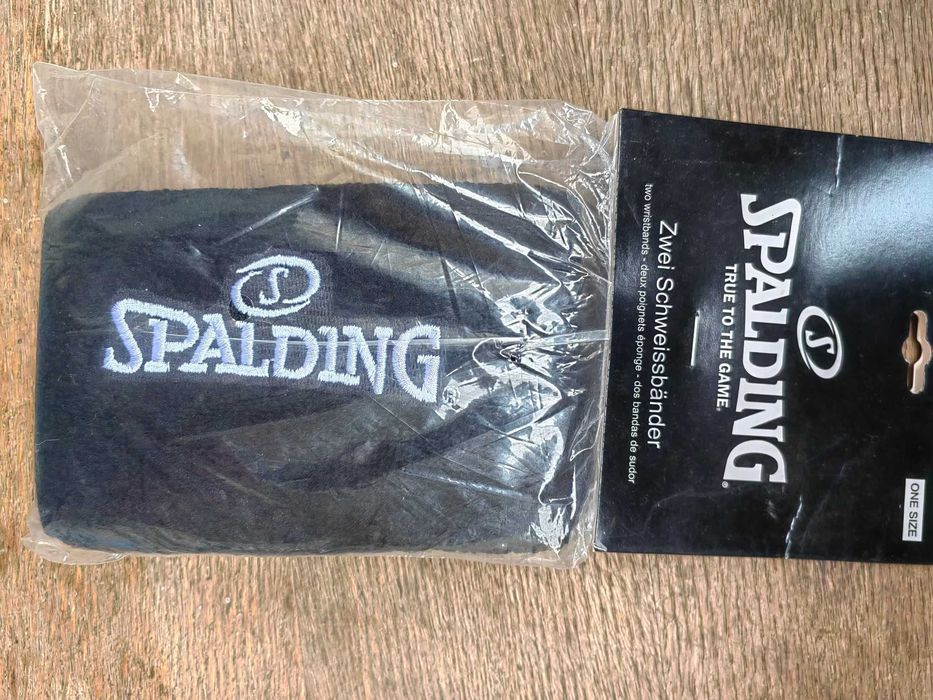 SPALDING®
SPALDING®
TRUE TO THE GAME.
Zwei Schweissbänder
two wristbands - deux poignets éponge - dos bandas de sudor
ONE SIZE